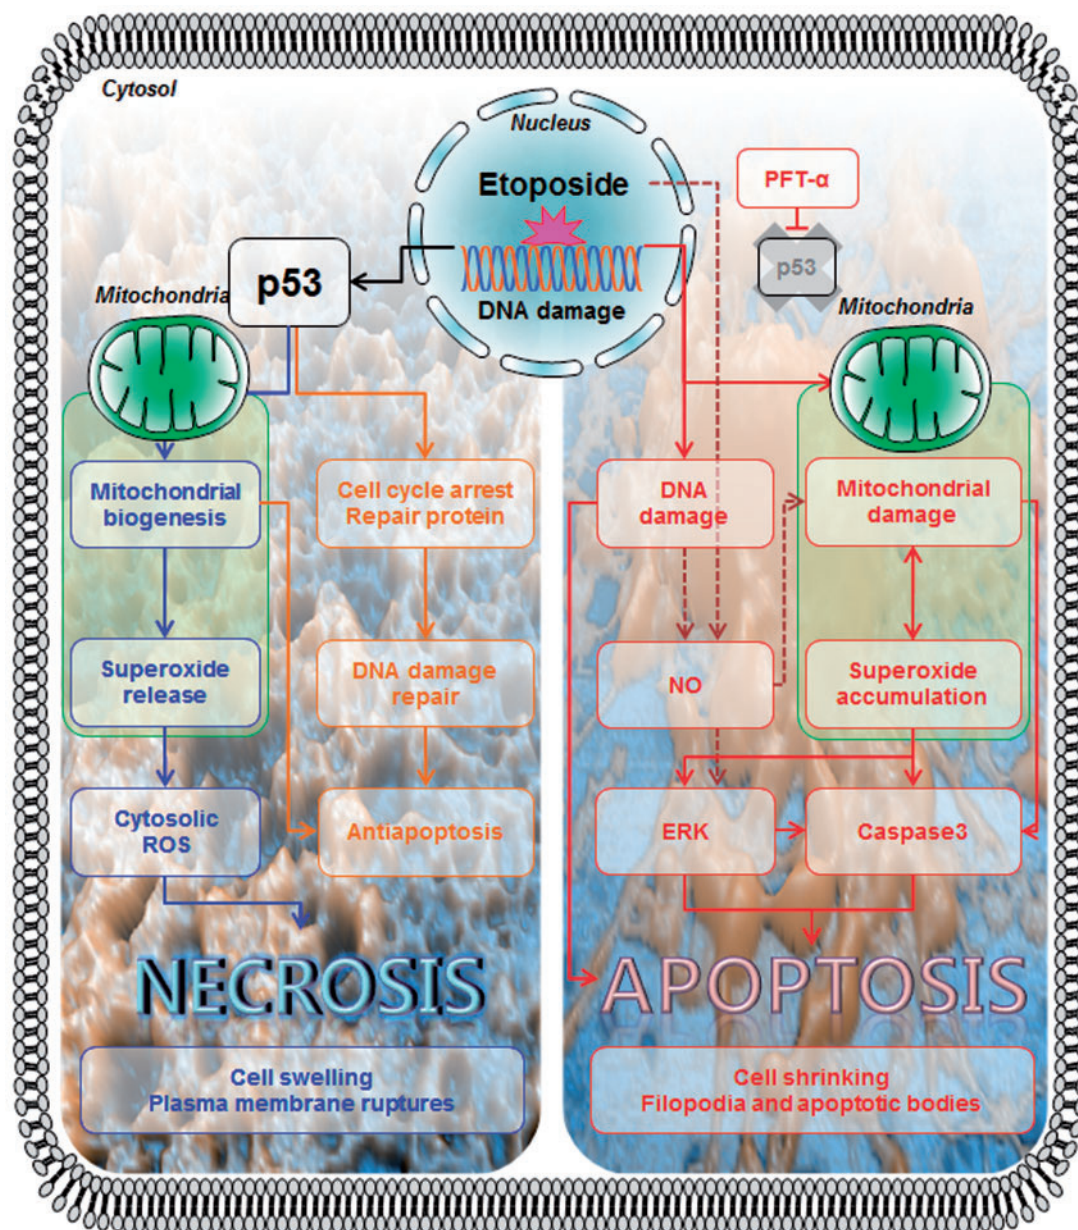 Cytosol
Nucleus
Etoposide
DNA damage
PFT-α
p53
p53
Mitochondria
Mitochondria
Mitochondrial
biogenesis
Cell cycle arrest
Repair protein
DNA
damage
Mitochondrial
damage
Superoxide
release
DNA damage
repair
NO
Superoxide
accumulation
Cytosolic
ROS
Antiapoptosis
ERK
Caspase3
NECROSIS
APOPTOSIS
Cell swelling
Plasma membrane ruptures
Cell shrinking
Filopodia and apoptotic bodies